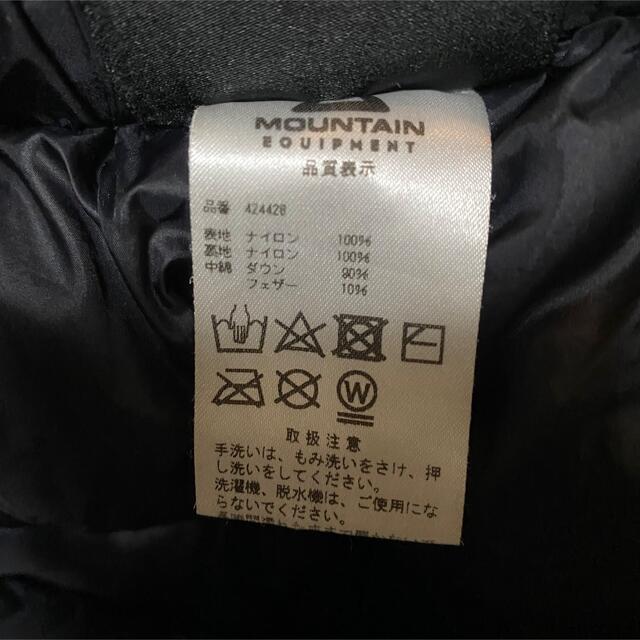 MOUNTAIN
EQUIPMENT
品質表示
品番 424428
表地 ナイロン 100%
裏地 ナイロン 100%
中綿 ダウン 90%
フェザー 10%
W
取扱注意
手洗いは、もみ洗いをさけ、押
し洗いをしてください。
洗濯機、脱水機は、ご使用にな
らないでください。